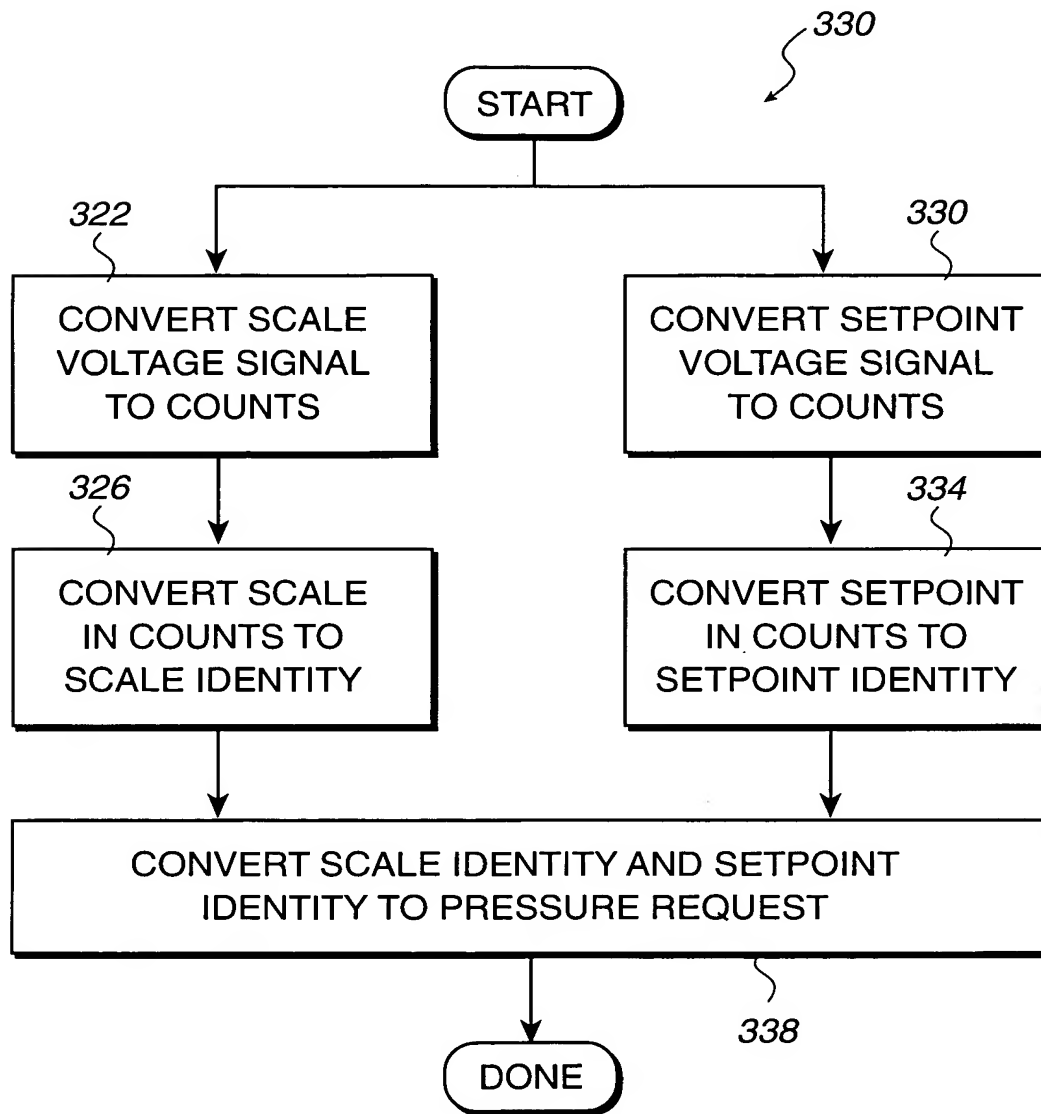 330
START
322
330
CONVERT SCALE
VOLTAGE SIGNAL
TO COUNTS
CONVERT SETPOINT
VOLTAGE SIGNAL
TO COUNTS
326
334
CONVERT SCALE
IN COUNTS TO
SCALE IDENTITY
CONVERT SETPOINT
IN COUNTS TO
SETPOINT IDENTITY
CONVERT SCALE IDENTITY AND SETPOINT
IDENTITY TO PRESSURE REQUEST
338
DONE